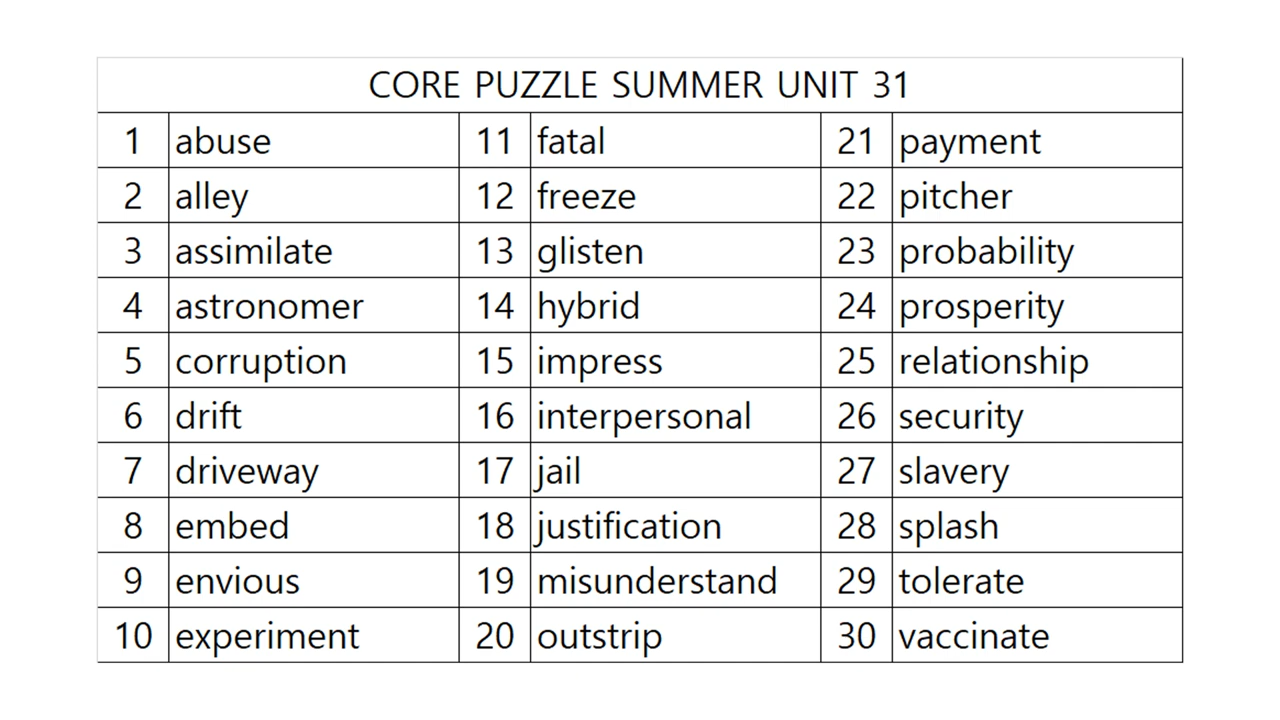 CORE PUZZLE SUMMER UNIT 31
1 abuse 11 fatal 21 payment
2 alley 12 freeze 22 pitcher
3 assimilate 13 glisten 23 probability
4 astronomer 14 hybrid 24 prosperity
5 corruption 15 impress 25 relationship
6 drift 16 interpersonal 26 security
7 driveway 17 jail 27 slavery
8 embed 18 justification 28 splash
9 envious 19 misunderstand 29 tolerate
10 experiment 20 outstrip 30 vaccinate